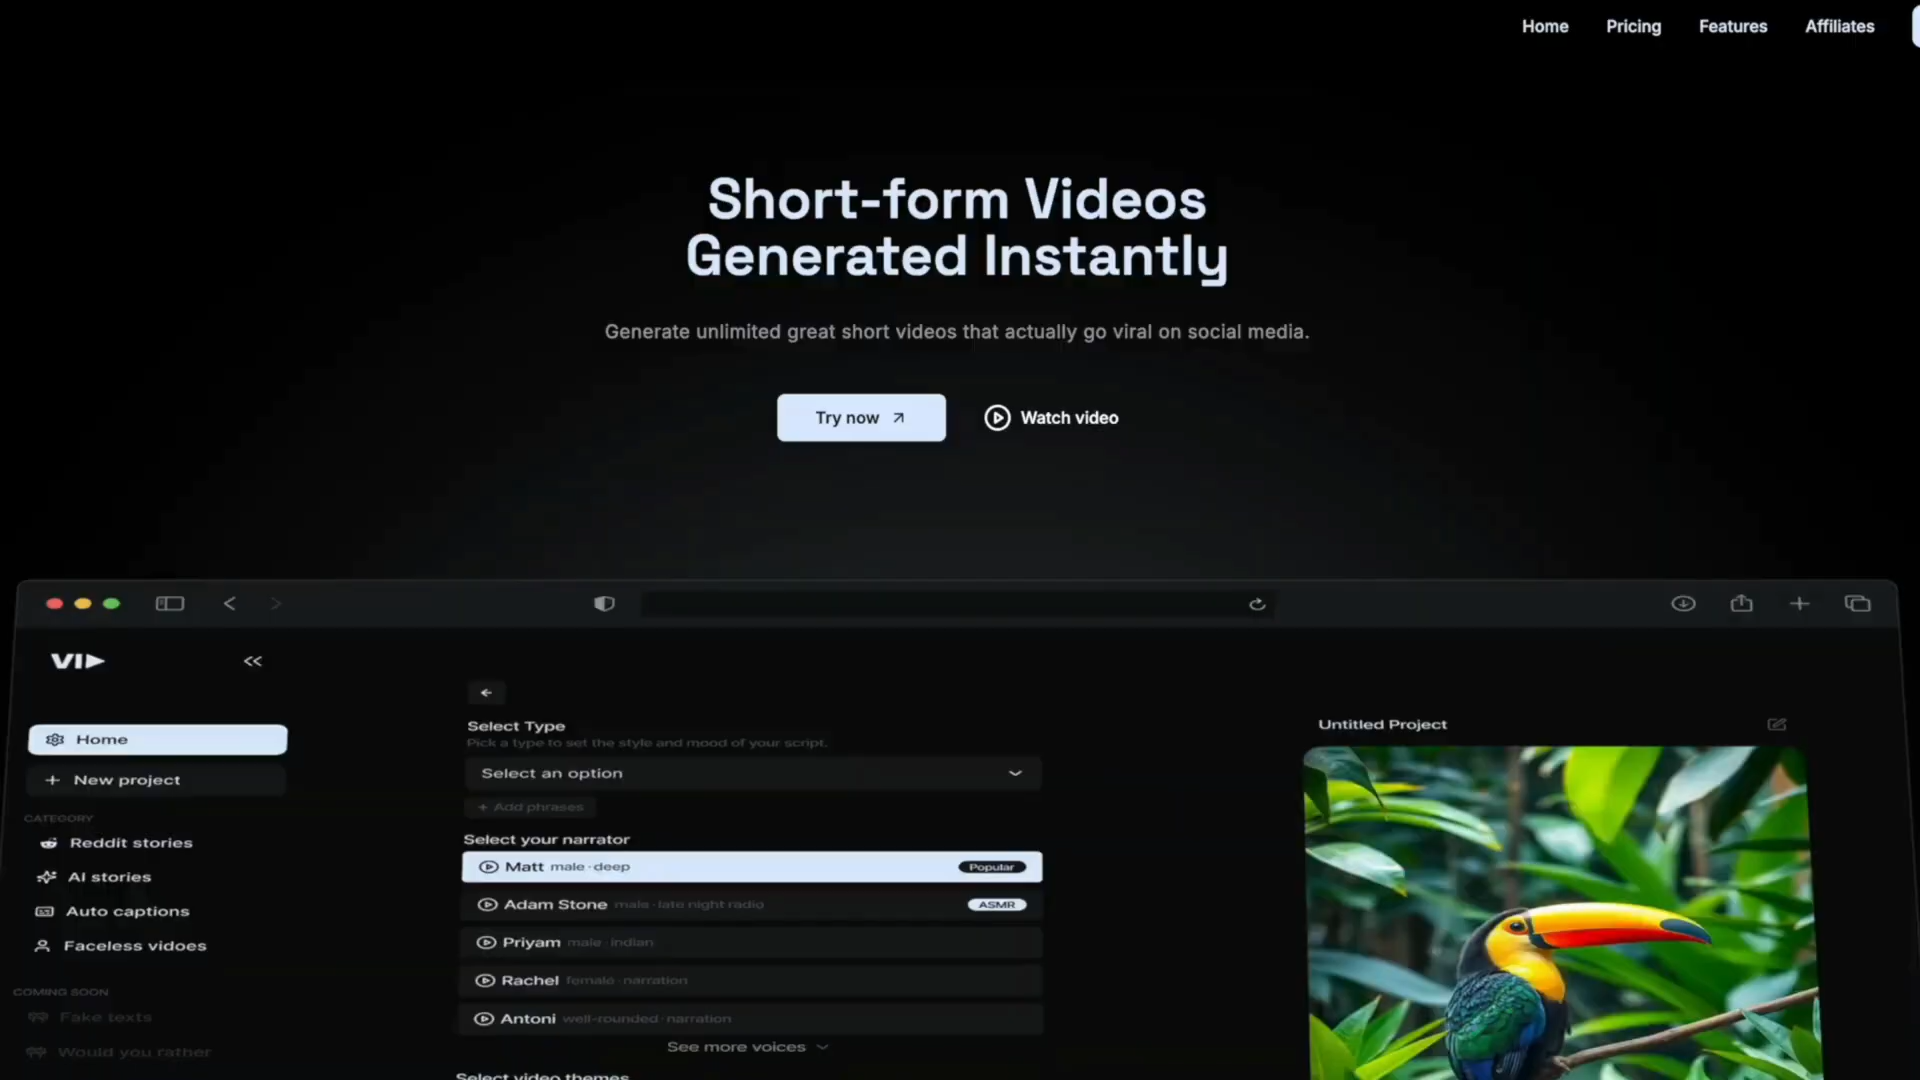 Home Pricing Features Affiliates
Short-form Videos
Generated Instantly
Generate unlimited great short videos that actually go viral on social media.
Try now
Watch video
VI
Home
New project
CATEGORY
Reddit stories
AI stories
Auto captions
Faceless vidoes
COMING SOON
Fake texts
Would you rather
Select Type
Pick a type to set the style and mood of your script.
Select an option
+ Add phrases
Select your narrator
Matt male · deep Popular
Adam Stone male · late night radio ASMR
Priyam male · indian
Rachel female · narration
Antoni well-rounded · narration
See more voices
Select video themes
Untitled Project